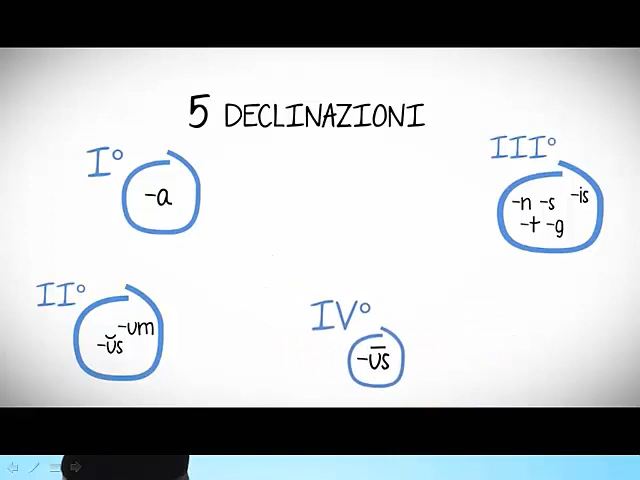 5 DECLINAZIONI
I°
-a
III°
-n -s -is
-t -g
II°
-um
-ŭs
IV°
-ūs